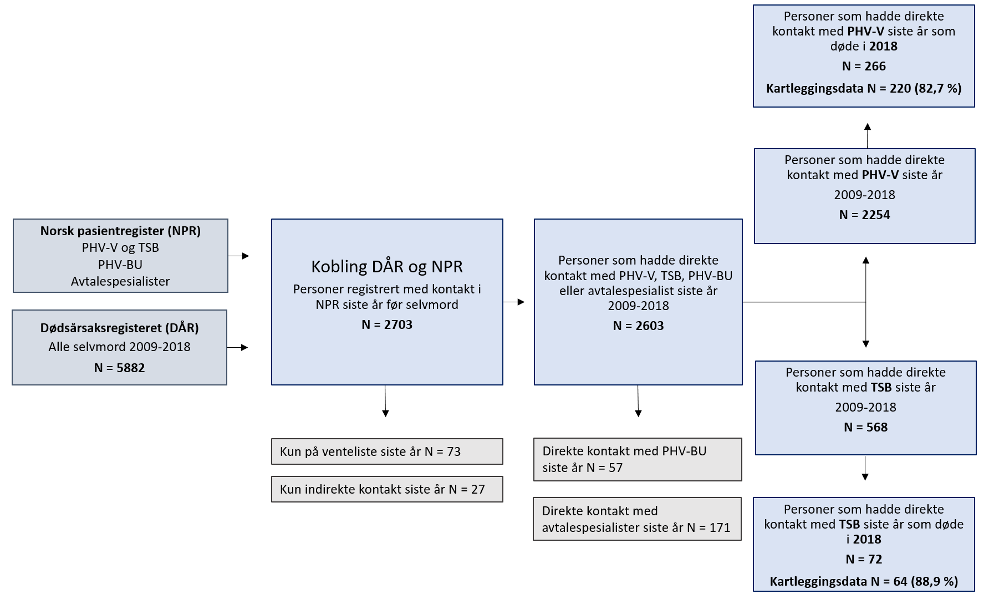 Norsk pasientregister (NPR)
PHV-V og TSB
PHV-BU
Avtalespesialister
Dødsårsaksregisteret (DÅR)
Alle selvmord 2009-2018
N = 5882
Kobling DÅR og NPR
Personer registrert med kontakt i
NPR siste år før selvmord
N = 2703
Kun på venteliste siste år N = 73
Kun indirekte kontakt siste år N = 27
Personer som hadde direkte
kontakt med PHV-V, TSB, PHV-BU
eller avtalespesialist siste år
2009-2018
N = 2603
Direkte kontakt med PHV-BU
siste år N = 57
Direkte kontakt med
avtalespesialister siste år N = 171
Personer som hadde direkte
kontakt med PHV-V siste år som
døde i 2018
N = 266
Kartleggingsdata N = 220 (82,7 %)
Personer som hadde direkte
kontakt med PHV-V siste år
2009-2018
N = 2254
Personer som hadde direkte
kontakt med TSB siste år
2009-2018
N = 568
Personer som hadde direkte
kontakt med TSB siste år som døde
i 2018
N = 72
Kartleggingsdata N = 64 (88,9 %)